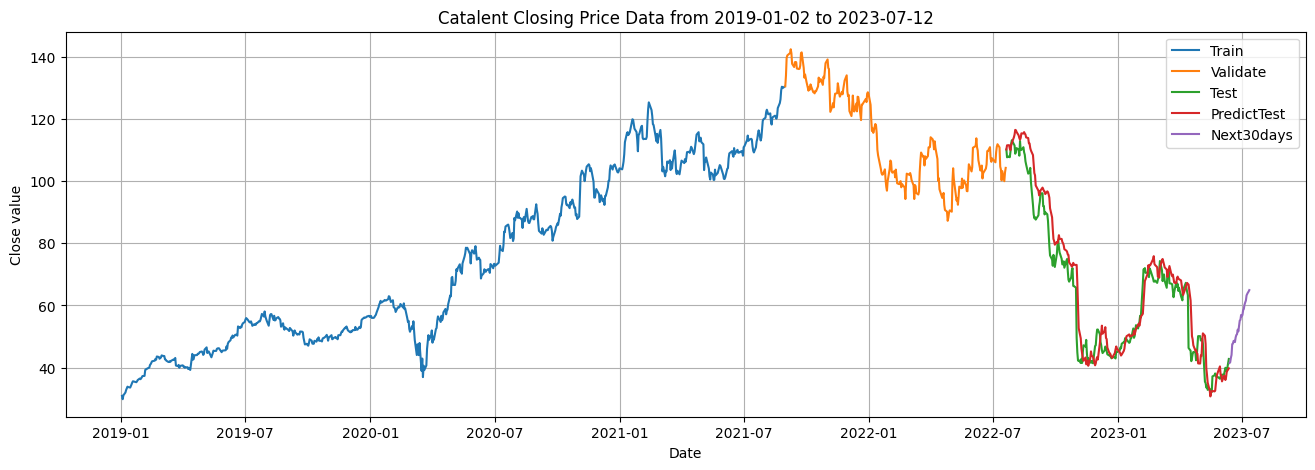 Catalent Closing Price Data from 2019-01-02 to 2023-07-12
Close value
140
120
100
80
60
40
Train
Validate
Test
PredictTest
Next30days
2019-01 2019-07 2020-01 2020-07 2021-01 2021-07 2022-01 2022-07 2023-01 2023-07
Date